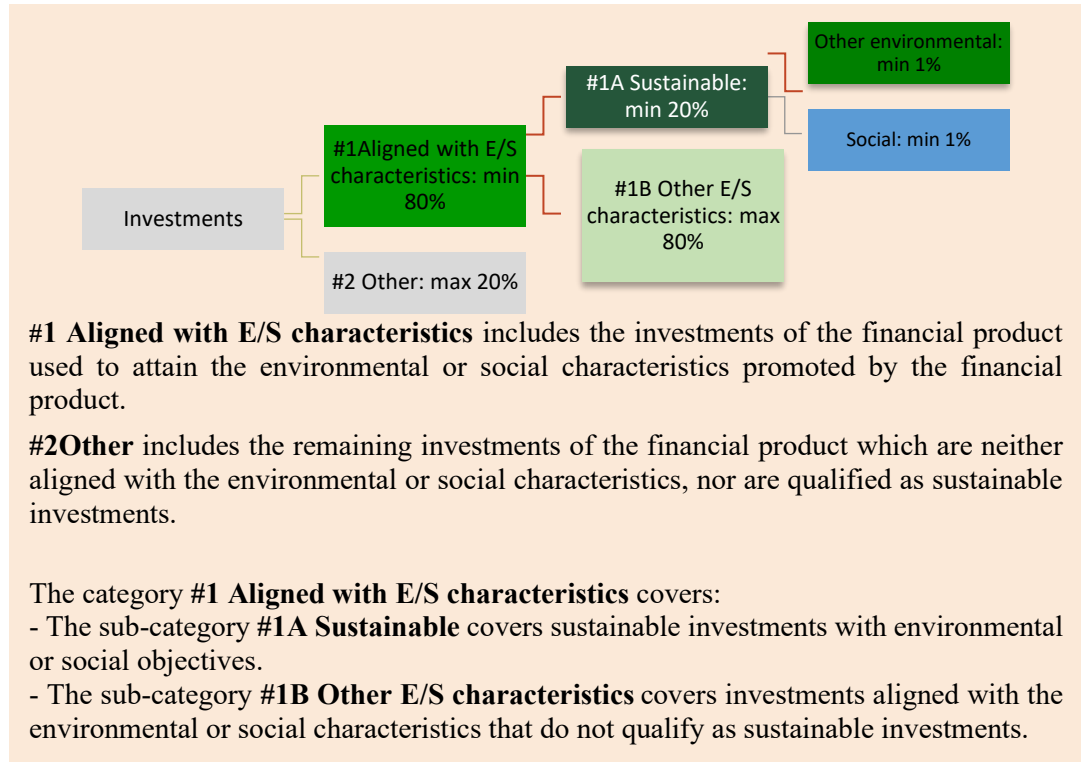 Other environmental:
min 1%
#1A Sustainable:
min 20%
Social: min 1%
#1Aligned with E/S
characteristics: min
80%
#1B Other E/S
characteristics: max
80%
Investments
#2 Other: max 20%
#1 Aligned with E/S characteristics includes the investments of the financial product
used to attain the environmental or social characteristics promoted by the financial
product.
#2Other includes the remaining investments of the financial product which are neither
aligned with the environmental or social characteristics, nor are qualified as sustainable
investments.
The category #1 Aligned with E/S characteristics covers:
- The sub-category #1A Sustainable covers sustainable investments with environmental
or social objectives.
- The sub-category #1B Other E/S characteristics covers investments aligned with the
environmental or social characteristics that do not qualify as sustainable investments.